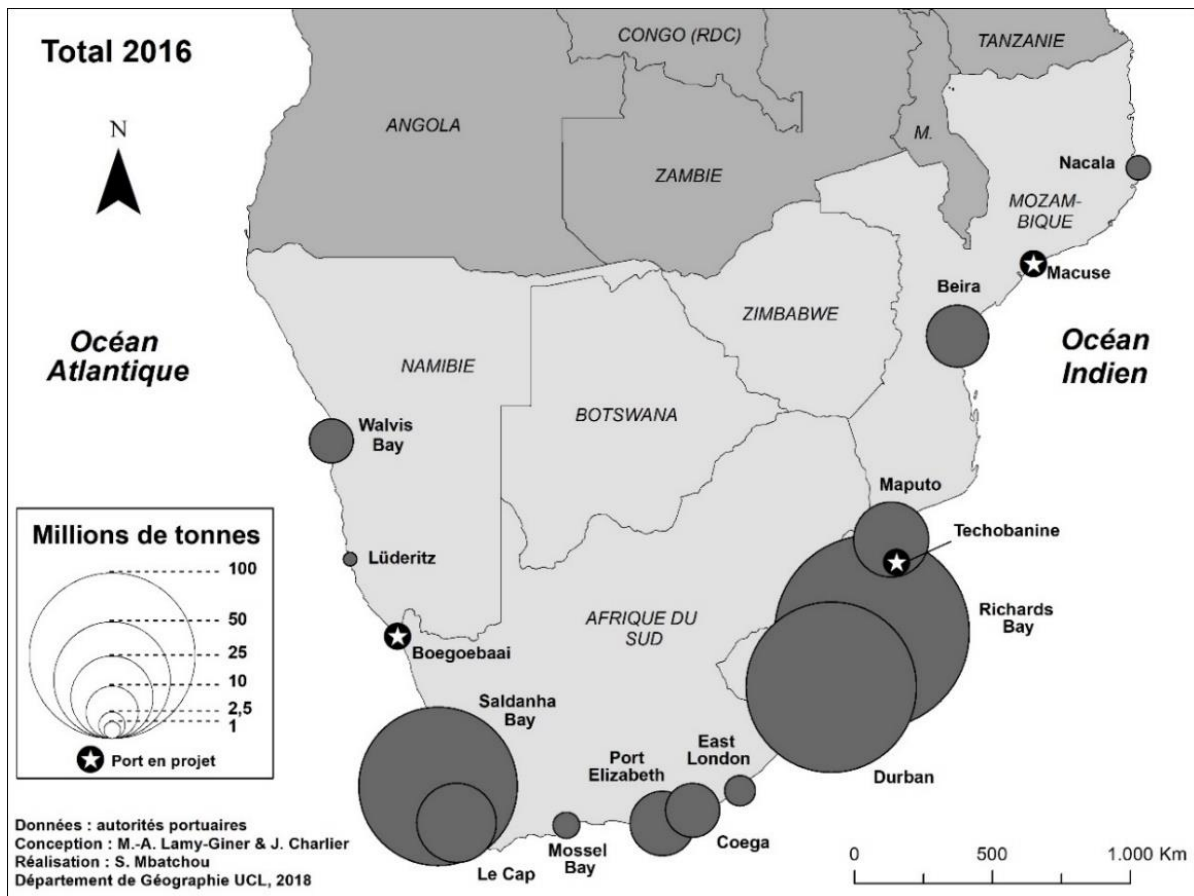 Total 2016
N
CONGO (RDC)
TANZANIE
ANGOLA
M.
ZAMBIE
Nacala
MOZAM-
BIQUE
Macuse
Beira
Océan
Atlantique
ZIMBABWE
Océan
Indien
NAMIBIE
BOTSWANA
Walvis
Bay
Maputo
Techobanine
Lüderitz
Richards
Bay
AFRIQUE DU
SUD
Boegoebaai
Saldanha
Bay
Port
Elizabeth
East
London
Durban
Coega
Mossel
Bay
Le Cap
Millions de tonnes
100
50
25
10
2,5
1
Port en projet
Données : autorités portuaires
Conception : M.-A. Lamy-Giner & J. Charlier
Réalisation : S. Mbatchou
Département de Géographie UCL, 2018
0 500 1.000 Km